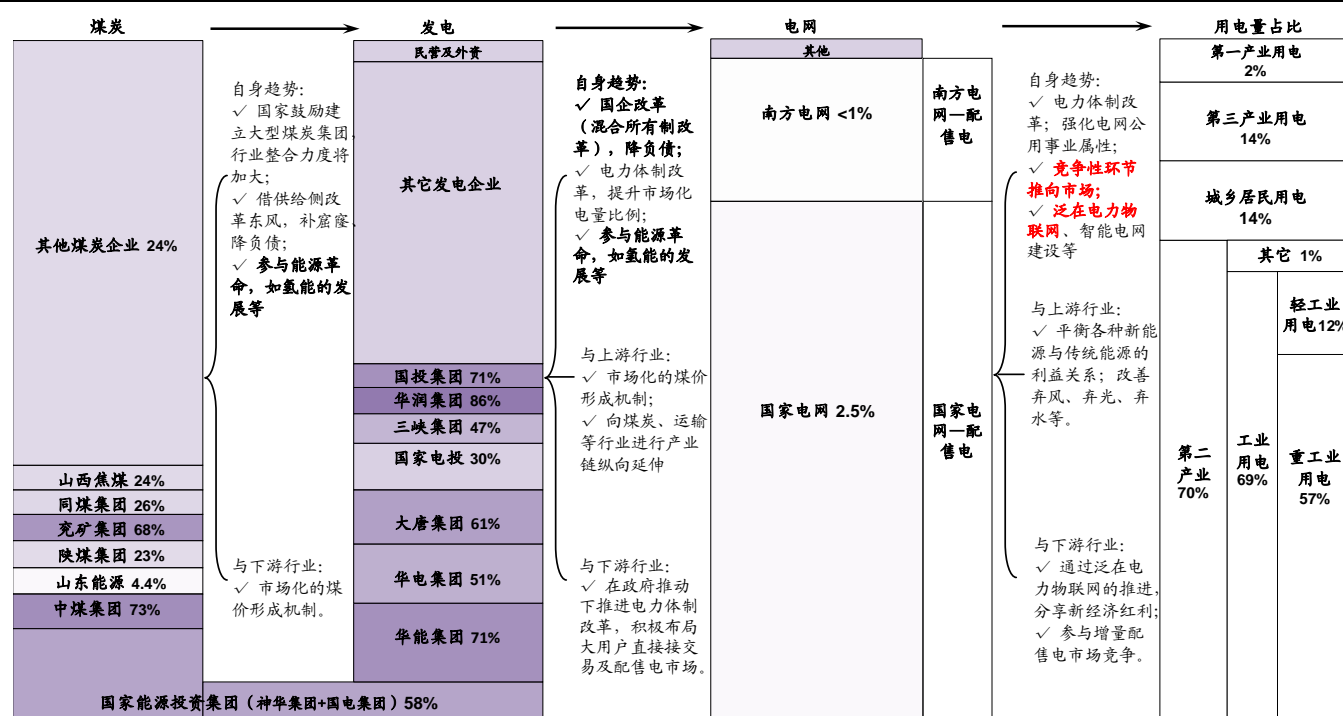 煤炭
发电
电网
用电量占比
其他煤炭企业 24%
山西焦煤 24%
同煤集团 26%
兖矿集团 68%
陕煤集团 23%
山东能源 4.4%
中煤集团 73%
国家能源投资集团（神华集团+国电集团）58%
自身趋势：
✓ 国家鼓励建
立大型煤炭集团，
行业整合力度将
加大；
✓ 借供给侧改
革东风，补窟窿、
降负债；
✓ 参与能源革
命，如氢能的发
展等
与下游行业：
✓ 市场化的煤
价形成机制。
民营及外资
其它发电企业
国投集团 71%
华润集团 86%
三峡集团 47%
国家电投 30%
大唐集团 61%
华电集团 51%
华能集团 71%
自身趋势：
✓ 国企改革
（混合所有制改
革），降负债；
✓ 电力体制改
革，提升市场化
电量比例；
✓ 参与能源革
命，如氢能的发
展等
与上游行业：
✓ 市场化的煤价
形成机制；
✓ 向煤炭、运输
等行业进行产业
链纵向延伸
与下游行业：
✓ 在政府推动
下推进电力体制
改革，积极布局
大用户直接接交
易及配售电市场。
其他
南方电网 <1%
国家电网 2.5%
南方电
网—配
售电
国家电
网—配
售电
自身趋势：
✓ 电力体制改
革；强化电网公
用事业属性；
✓ 竞争性环节
推向市场；
✓ 泛在电力物
联网、智能电网
建设等
与上游行业：
✓ 平衡各种新能
源与传统能源的
利益关系；改善
弃风、弃光、弃
水等。
与下游行业：
✓ 通过泛在电
力物联网的推进，
分享新经济红利；
✓ 参与增量配
售电市场竞争。
第一产业用电
2%
第三产业用电
14%
城乡居民用电
14%
第二
产业
70%
其它 1%
工业
用电
69%
轻工业
用电12%
重工业
用电
57%